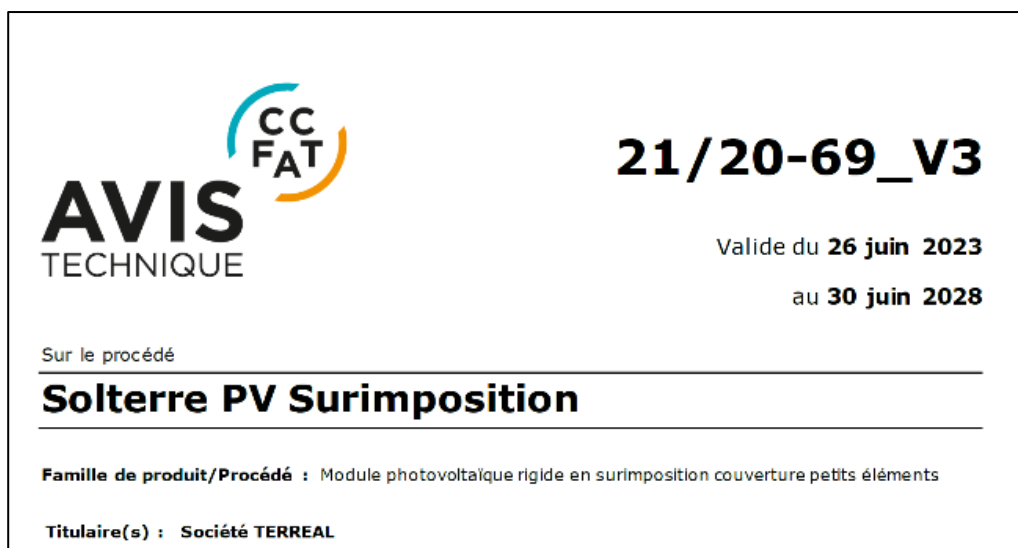 CC
FAT
AVIS
TECHNIQUE
21/20-69_V3
Valide du 26 juin 2023
au 30 juin 2028
Sur le procédé
Solterre PV Surimposition
Famille de produit/Procédé : Module photovoltaïque rigide en surimposition couverture petits éléments
Titulaire(s) : Société TERREAL